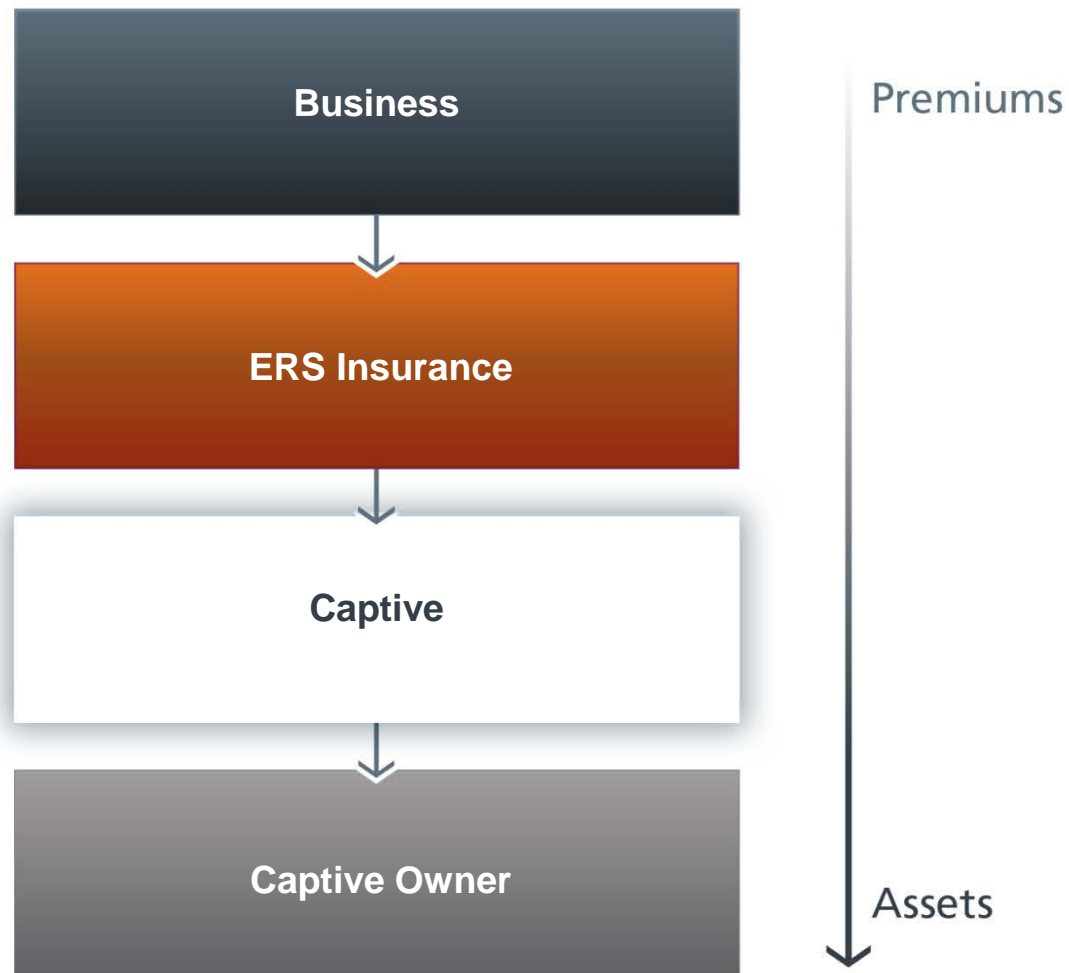 Business
Premiums
ERS Insurance
Captive
Captive Owner
Assets